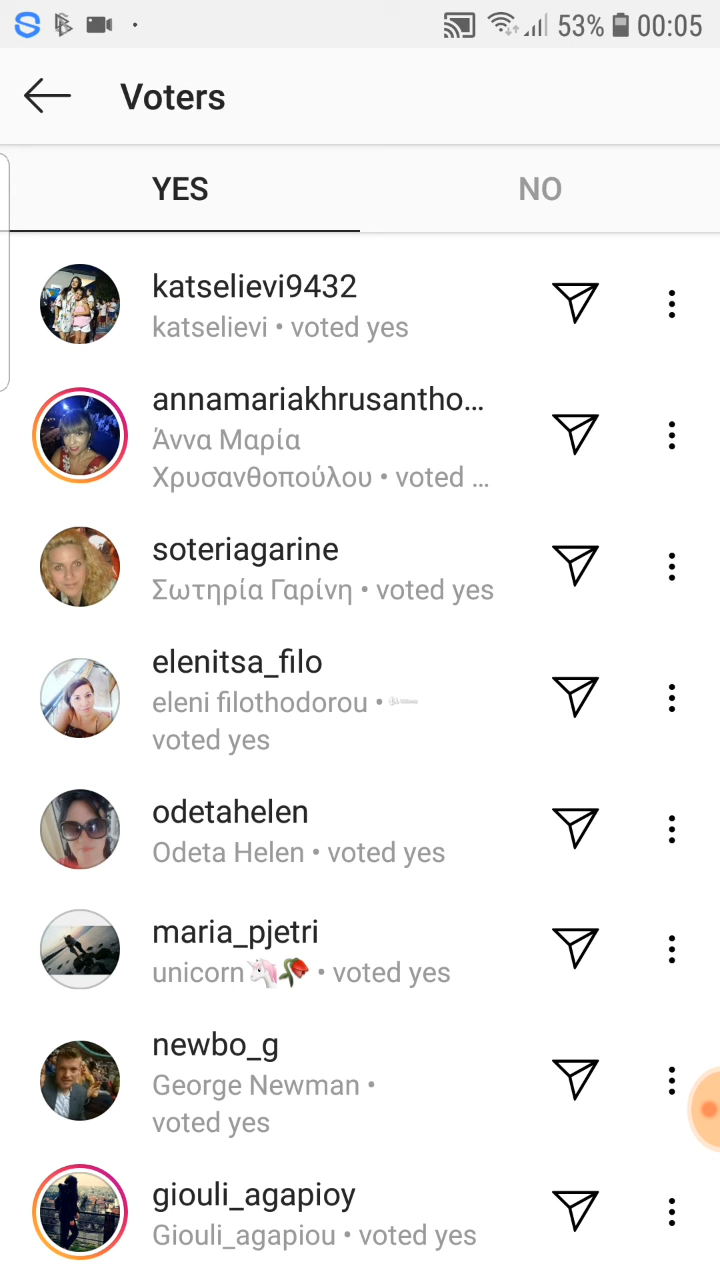 53% 00:05
Voters
YES NO
katselievi9432
katselievi • voted yes
annamariakhrusantho...
Άννα Μαρία
Χρυσανθοπούλου • voted ...
soteriagarine
Σωτηρία Γαρίνη • voted yes
elenitsa_filo
eleni filothodorou •
voted yes
odetahelen
Odeta Helen • voted yes
maria_pjetri
unicorn🦄🥀 • voted yes
newbo_g
George Newman •
voted yes
giouli_agapioy
Giouli_agapiou • voted yes